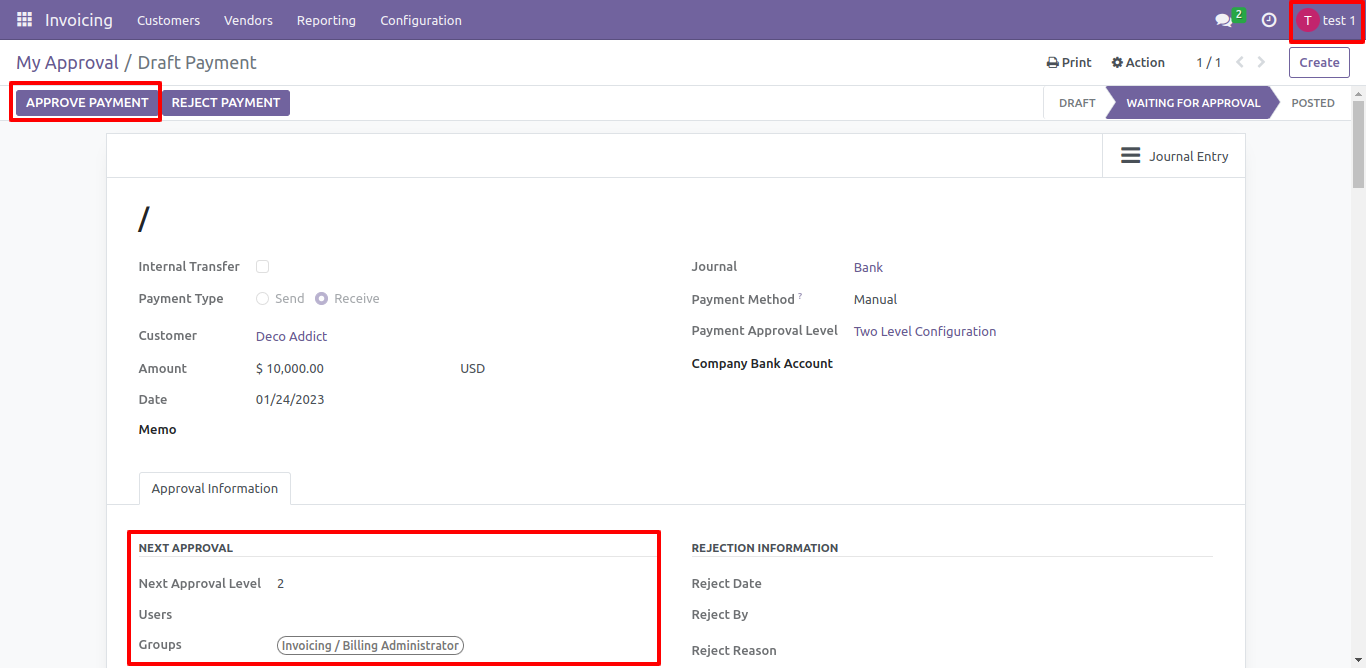 Invoicing Customers Vendors Reporting Configuration 2 T test 1
My Approval / Draft Payment Print Action 1 / 1 Create
APPROVE PAYMENT REJECT PAYMENT DRAFT WAITING FOR APPROVAL POSTED
Journal Entry
/
Internal Transfer
Payment Type Send Receive
Customer Deco Addict
Amount $ 10,000.00 USD
Date 01/24/2023
Memo
Journal Bank
Payment Method ? Manual
Payment Approval Level Two Level Configuration
Company Bank Account
Approval Information
NEXT APPROVAL
Next Approval Level 2
Users
Groups Invoicing / Billing Administrator
REJECTION INFORMATION
Reject Date
Reject By
Reject Reason